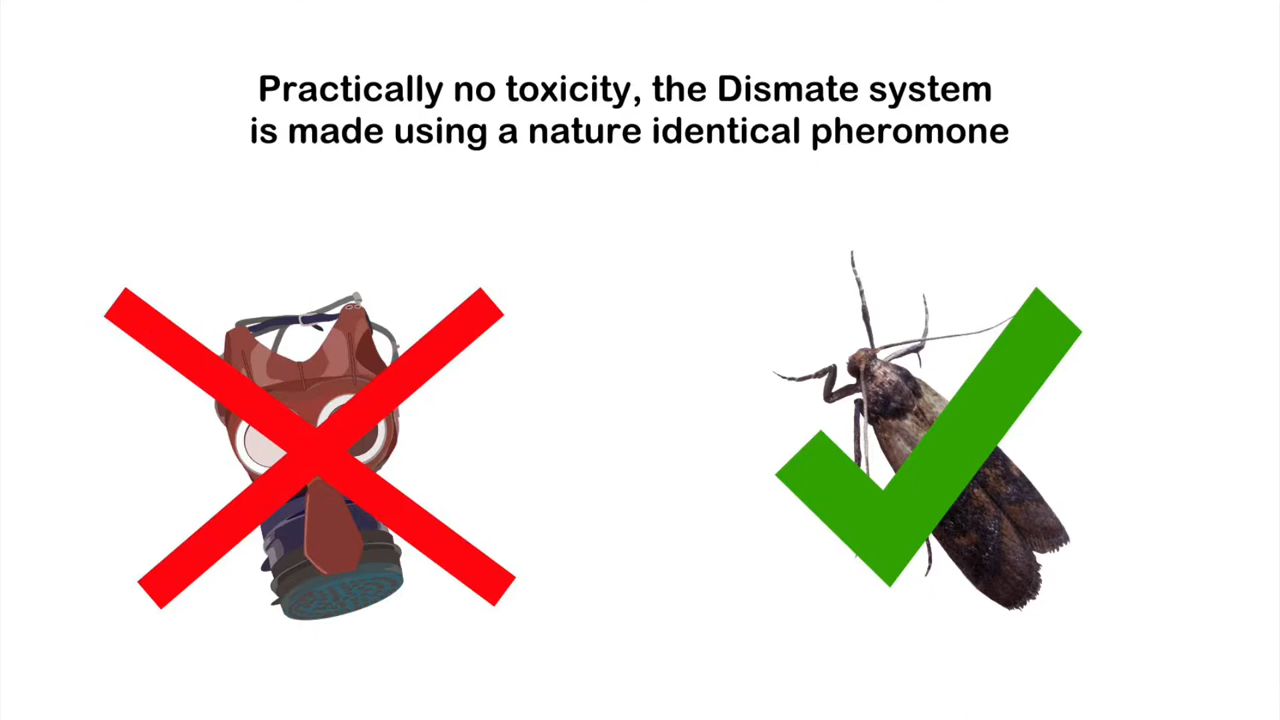 Practically no toxicity, the Dismate system
is made using a nature identical pheromone